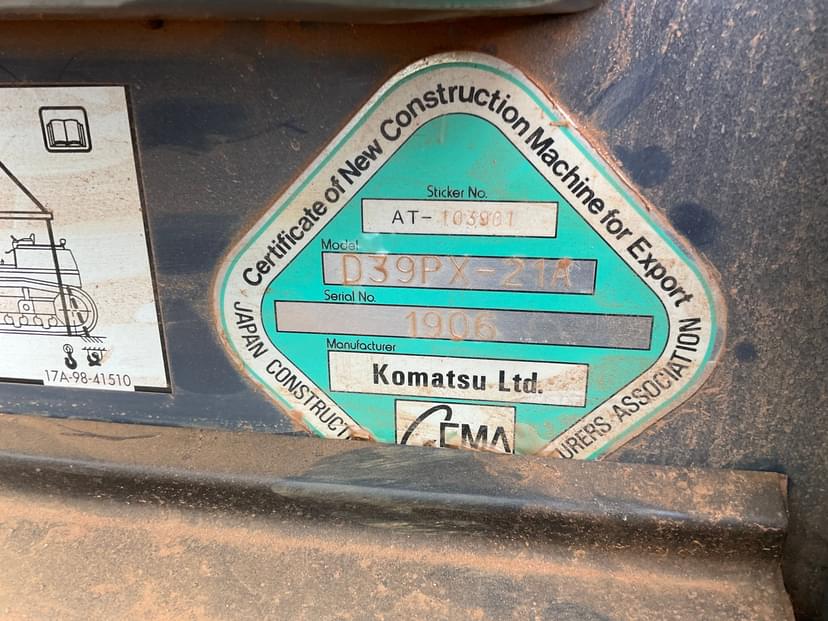 Certificate of New Construction Machine for Export
Sticker No.
AT-103901
Model
D39PX-21A
Serial No.
1906
Manufacturer
Komatsu Ltd.
CEMA
JAPAN CONSTRUCT
URERS ASSOCIATION
17A-98-41510